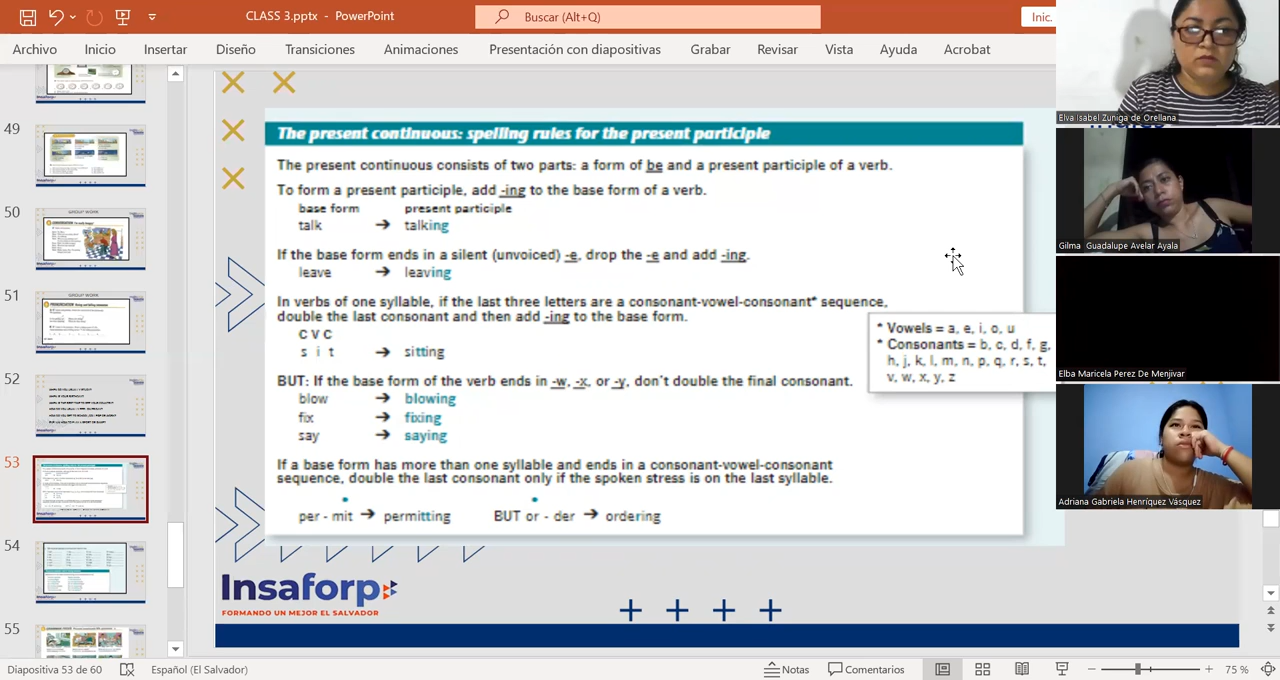 CLASS 3.pptx - PowerPoint
Buscar (Alt+Q)
Inic.
Archivo Inicio Insertar Diseño Transiciones Animaciones Presentación con diapositivas Grabar Revisar Vista Ayuda Acrobat
49
50
51
52
53
54
55
The present continuous: spelling rules for the present participle
The present continuous consists of two parts: a form of be and a present participle of a verb.
To form a present participle, add -ing to the base form of a verb.
base form present participle
talk → talking
If the base form ends in a silent (unvoiced) -e, drop the -e and add -ing.
leave → leaving
In verbs of one syllable, if the last three letters are a consonant-vowel-consonant* sequence,
double the last consonant and then add -ing to the base form.
C V C
s i t → sitting
* Vowels = a, e, i, o, u
* Consonants = b, c, d, f, g,
h, j, k, l, m, n, p, q, r, s, t,
v, w, x, y, z
BUT: If the base form of the verb ends in -w, -x, or -y, don't double the final consonant.
blow → blowing
fix → fixing
say → saying
If a base form has more than one syllable and ends in a consonant-vowel-consonant
sequence, double the last consonant only if the spoken stress is on the last syllable.
per - mit → permitting BUT or - der → ordering
Insaforp
FORMANDO UN MEJOR EL SALVADOR
Elva Isabel Zuniga de Orellana
Gilma Guadalupe Avelar Ayala
Elba Maricela Perez De Menjivar
Adriana Gabriela Henríquez Vásquez
Diapositiva 53 de 60 Español (El Salvador) Notas Comentarios 75 %